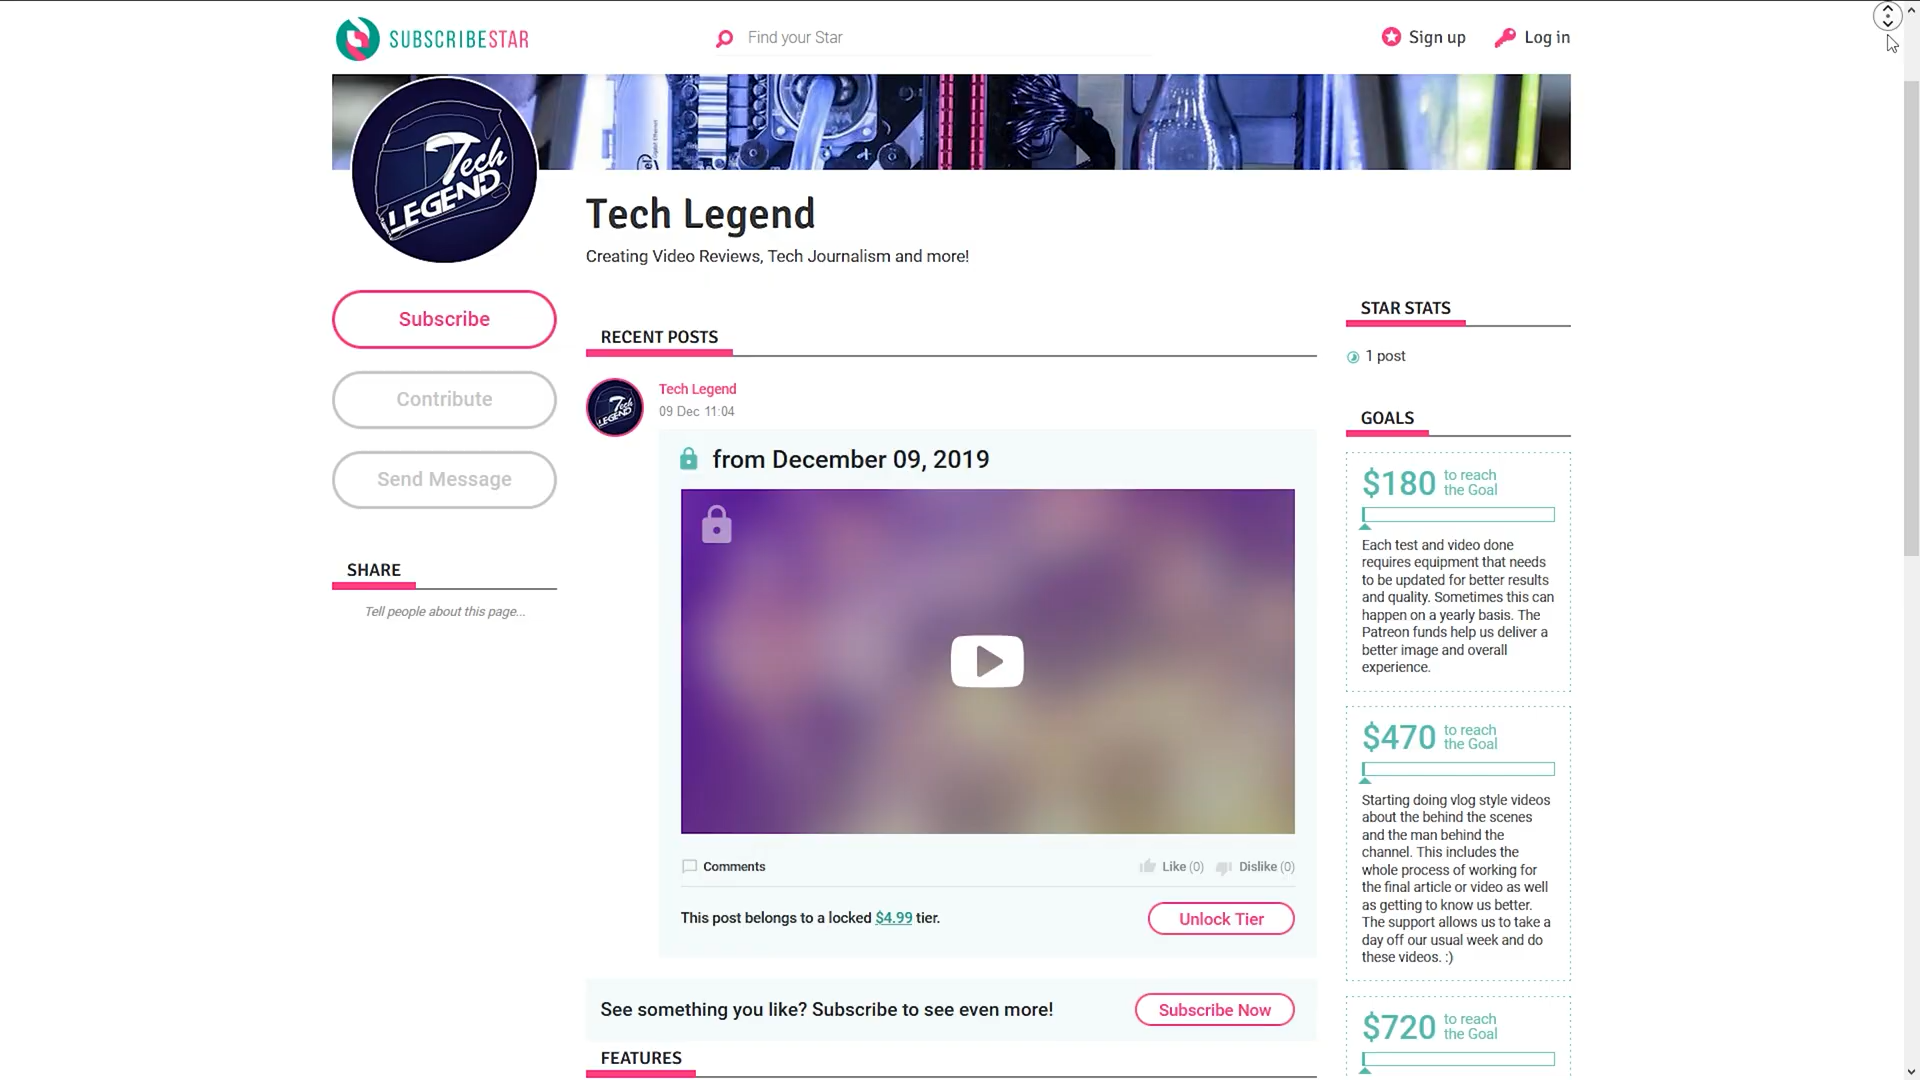 SUBSCRIBESTAR
Find your Star
Sign up
Log in
Tech
LEGEND
Tech Legend
Creating Video Reviews, Tech Journalism and more!
Subscribe
Contribute
Send Message
SHARE
Tell people about this page...
RECENT POSTS
Tech
LEGEND
Tech Legend
09 Dec 11:04
from December 09, 2019
Comments
Like (0)
Dislike (0)
This post belongs to a locked $4.99 tier.
Unlock Tier
See something you like? Subscribe to see even more!
Subscribe Now
FEATURES
STAR STATS
1 post
GOALS
$180 to reach
the Goal
Each test and video done
requires equipment that needs
to be updated for better results
and quality. Sometimes this can
happen on a yearly basis. The
Patreon funds help us deliver a
better image and overall
experience.
$470 to reach
the Goal
Starting doing vlog style videos
about the behind the scenes
and the man behind the
channel. This includes the
whole process of working for
the final article or video as well
as getting to know us better.
The support allows us to take a
day off our usual week and do
these videos. :)
$720 to reach
the Goal